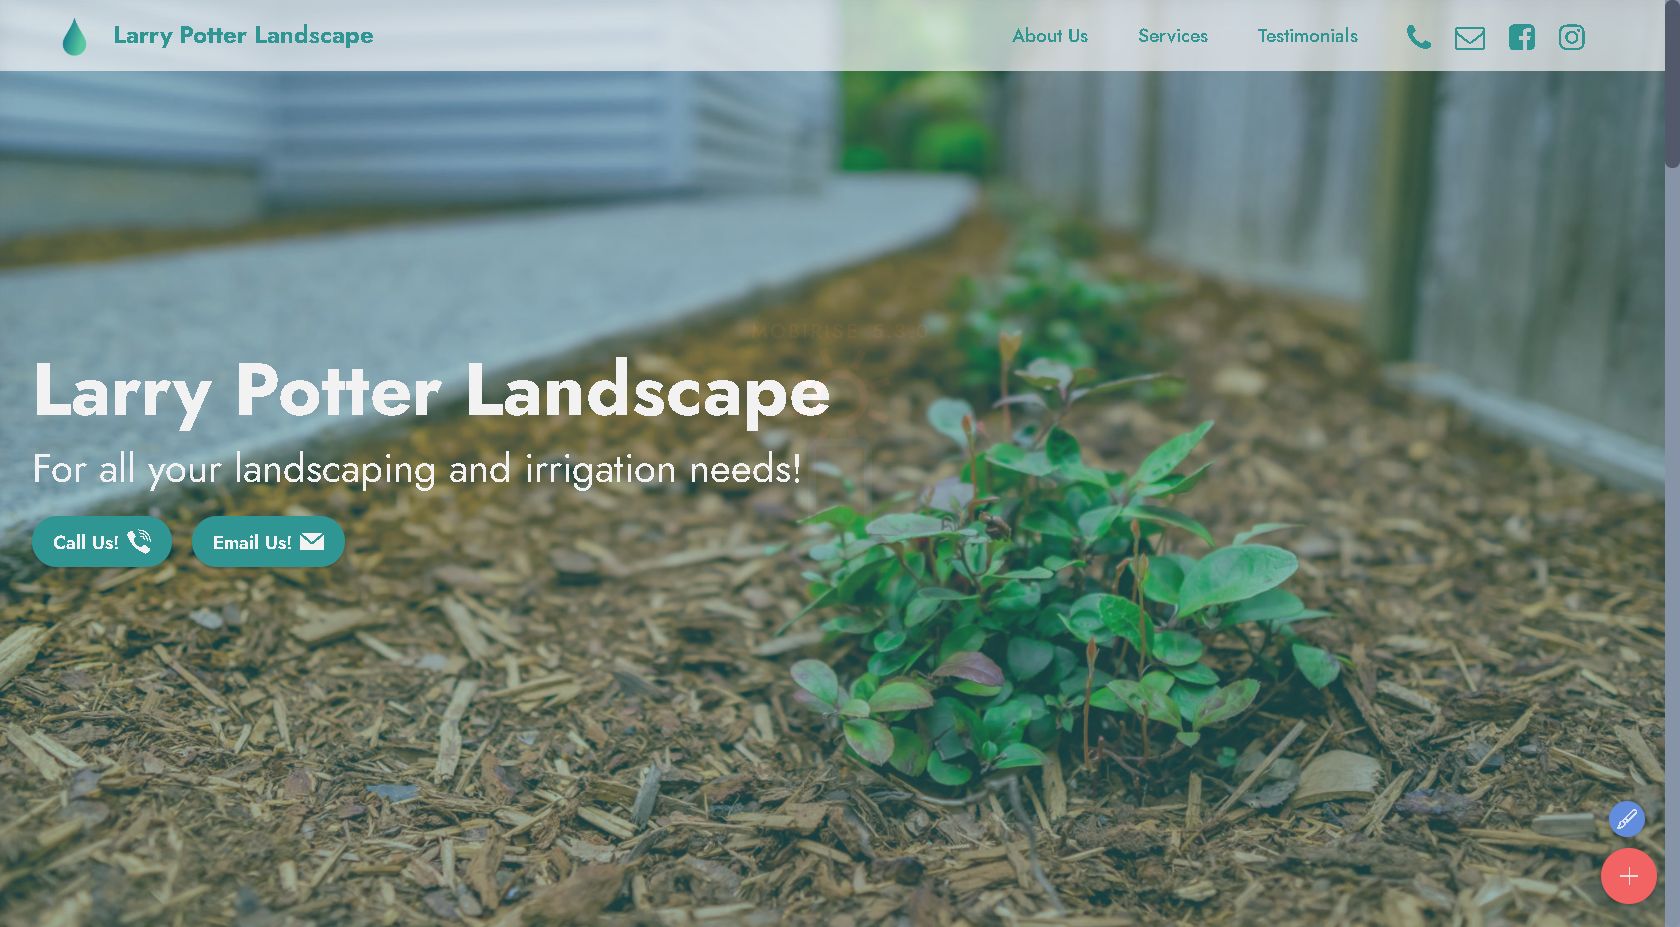 Larry Potter Landscape
About Us
Services
Testimonials
Larry Potter Landscape
For all your landscaping and irrigation needs!
Call Us!
Email Us!
MOBIRISE 5.3.0